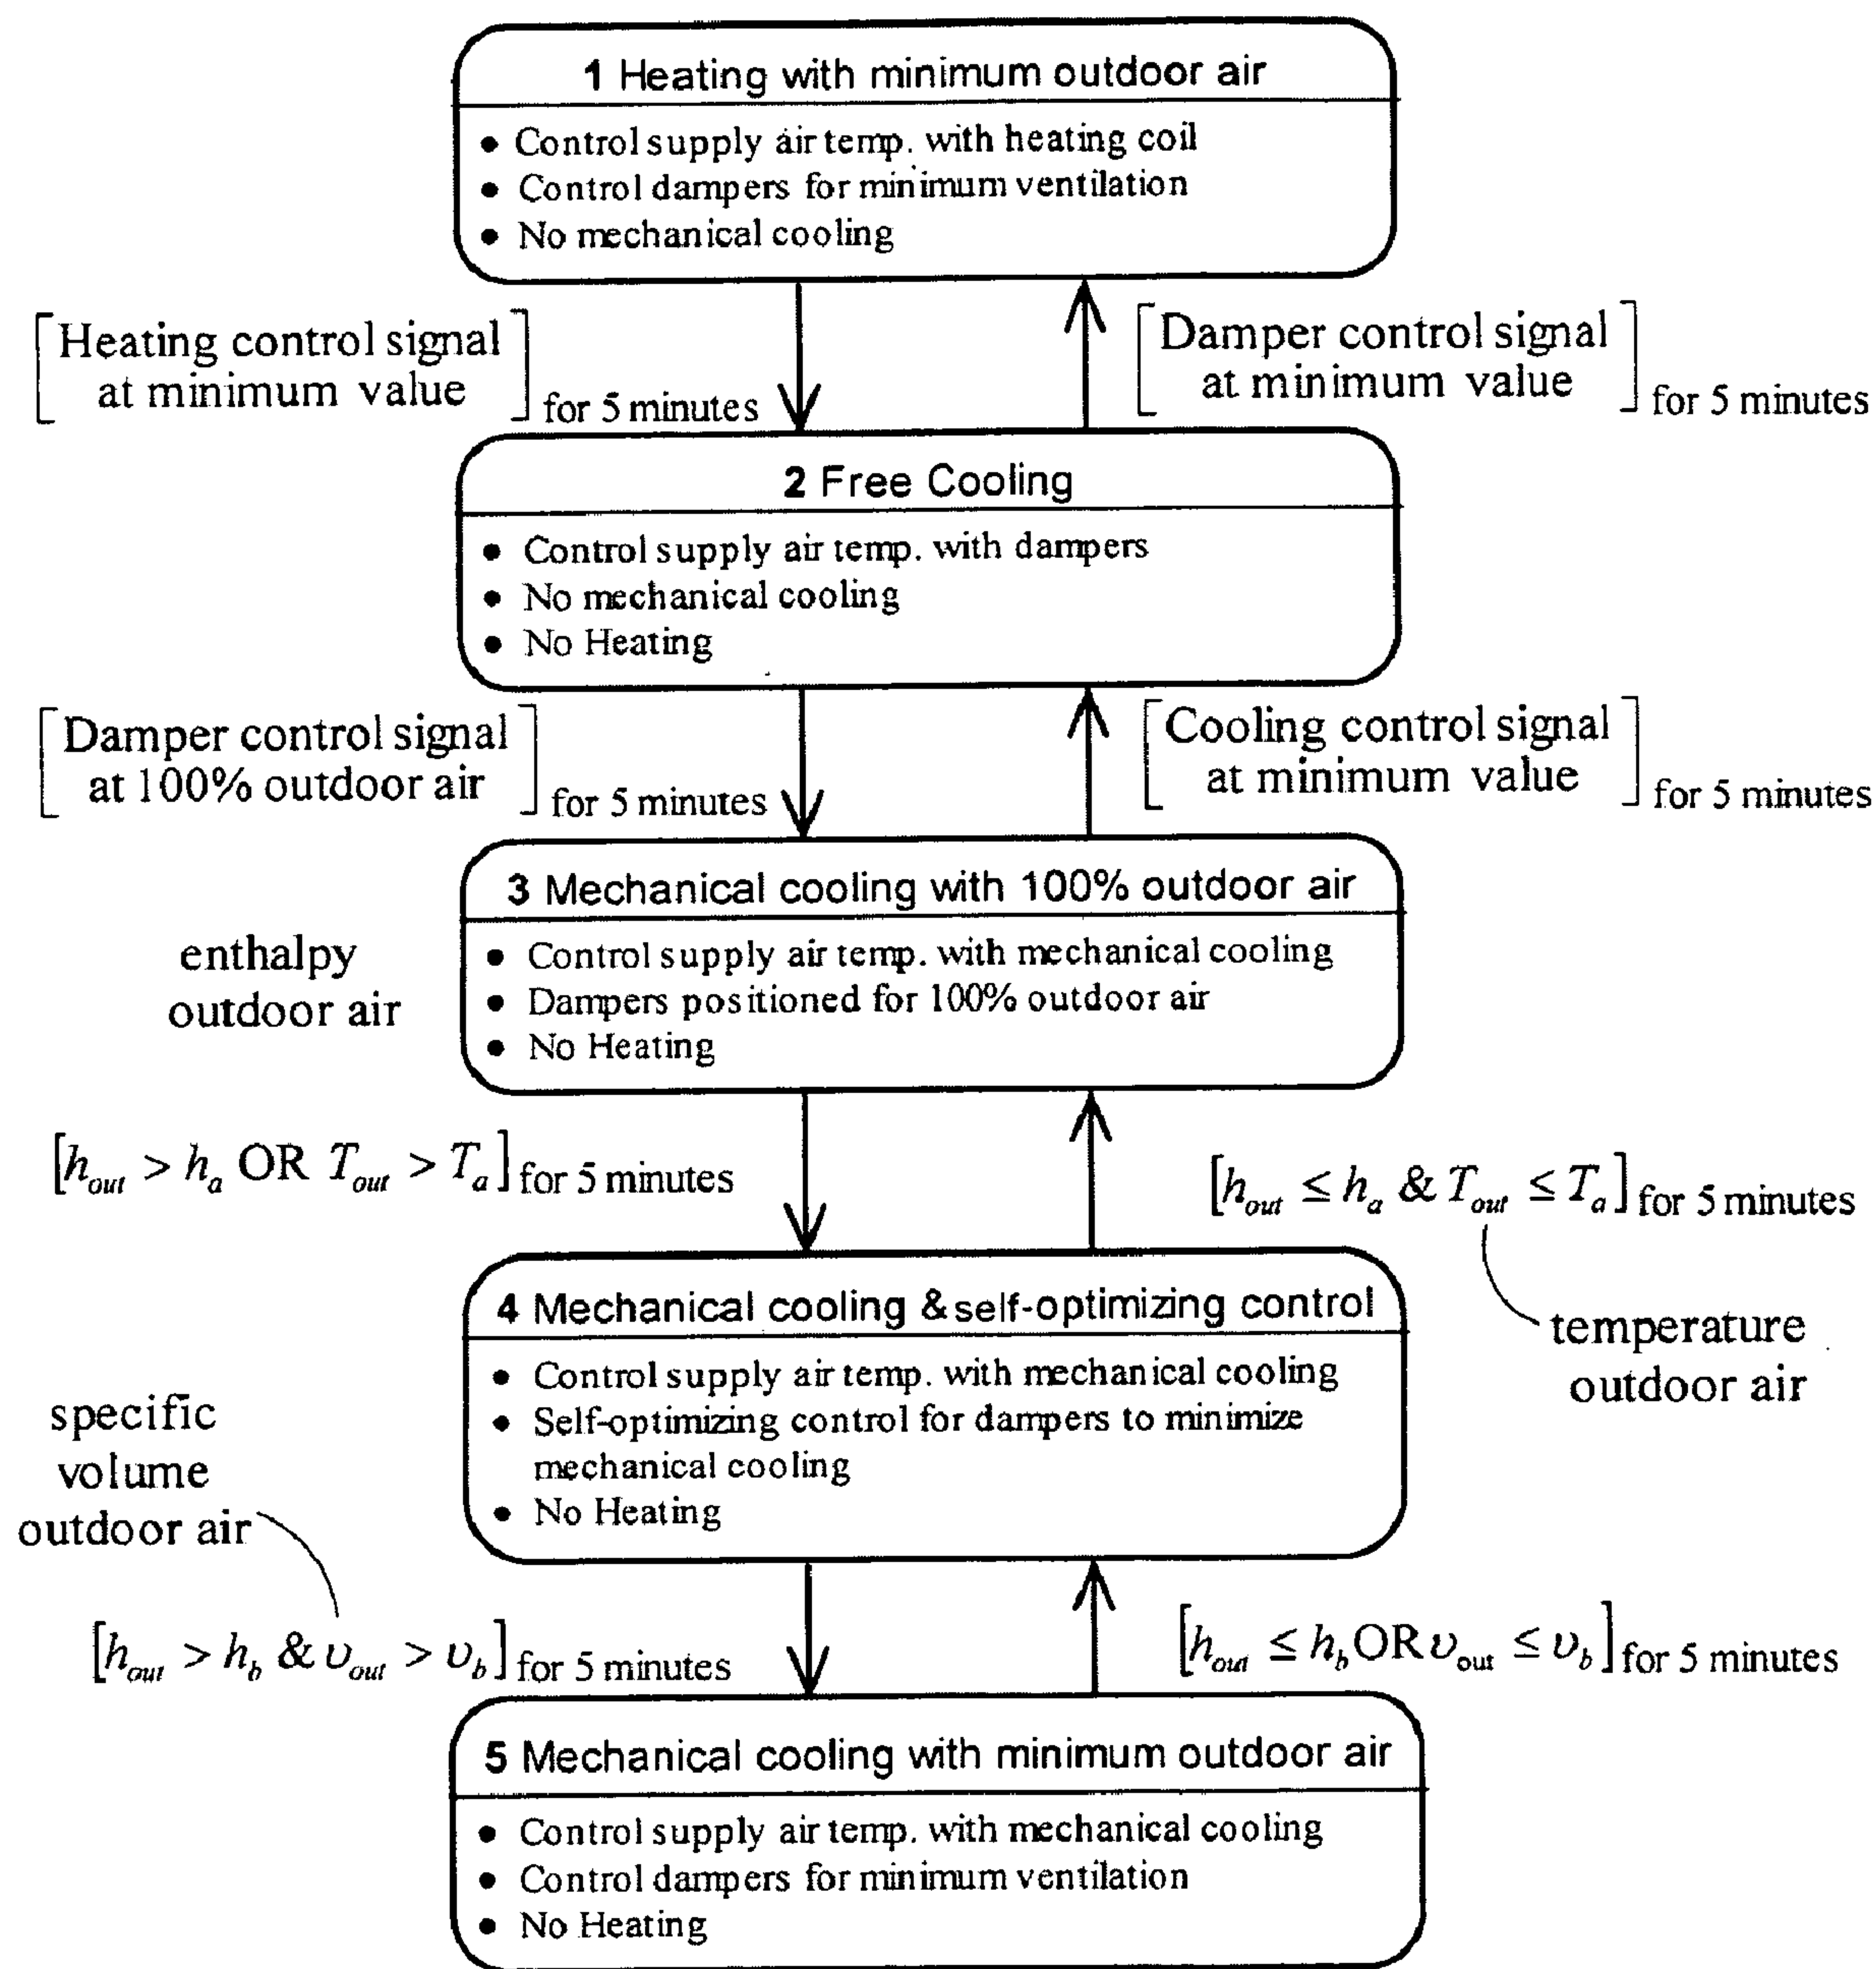 1 Heating with minimum outdoor air
• Control supply air temp. with heating coil
• Control dampers for minimum ventilation
• No mechanical cooling
[Heating control signal
at minimum value] for 5 minutes
[Damper control signal
at minimum value] for 5 minutes
2 Free Cooling
• Control supply air temp. with dampers
• No mechanical cooling
• No Heating
[Damper control signal
at 100% outdoor air] for 5 minutes
[Cooling control signal
at minimum value] for 5 minutes
3 Mechanical cooling with 100% outdoor air
• Control supply air temp. with mechanical cooling
• Dampers positioned for 100% outdoor air
• No Heating
enthalpy
outdoor air
[h_out > h_a OR T_out > T_a] for 5 minutes
[h_out ≤ h_a & T_out ≤ T_a] for 5 minutes
temperature
outdoor air
4 Mechanical cooling & self-optimizing control
• Control supply air temp. with mechanical cooling
• Self-optimizing control for dampers to minimize
mechanical cooling
• No Heating
specific
volume
outdoor air
[h_out > h_b & υ_out > υ_b] for 5 minutes
[h_out ≤ h_b OR υ_out ≤ υ_b] for 5 minutes
5 Mechanical cooling with minimum outdoor air
• Control supply air temp. with mechanical cooling
• Control dampers for minimum ventilation
• No Heating